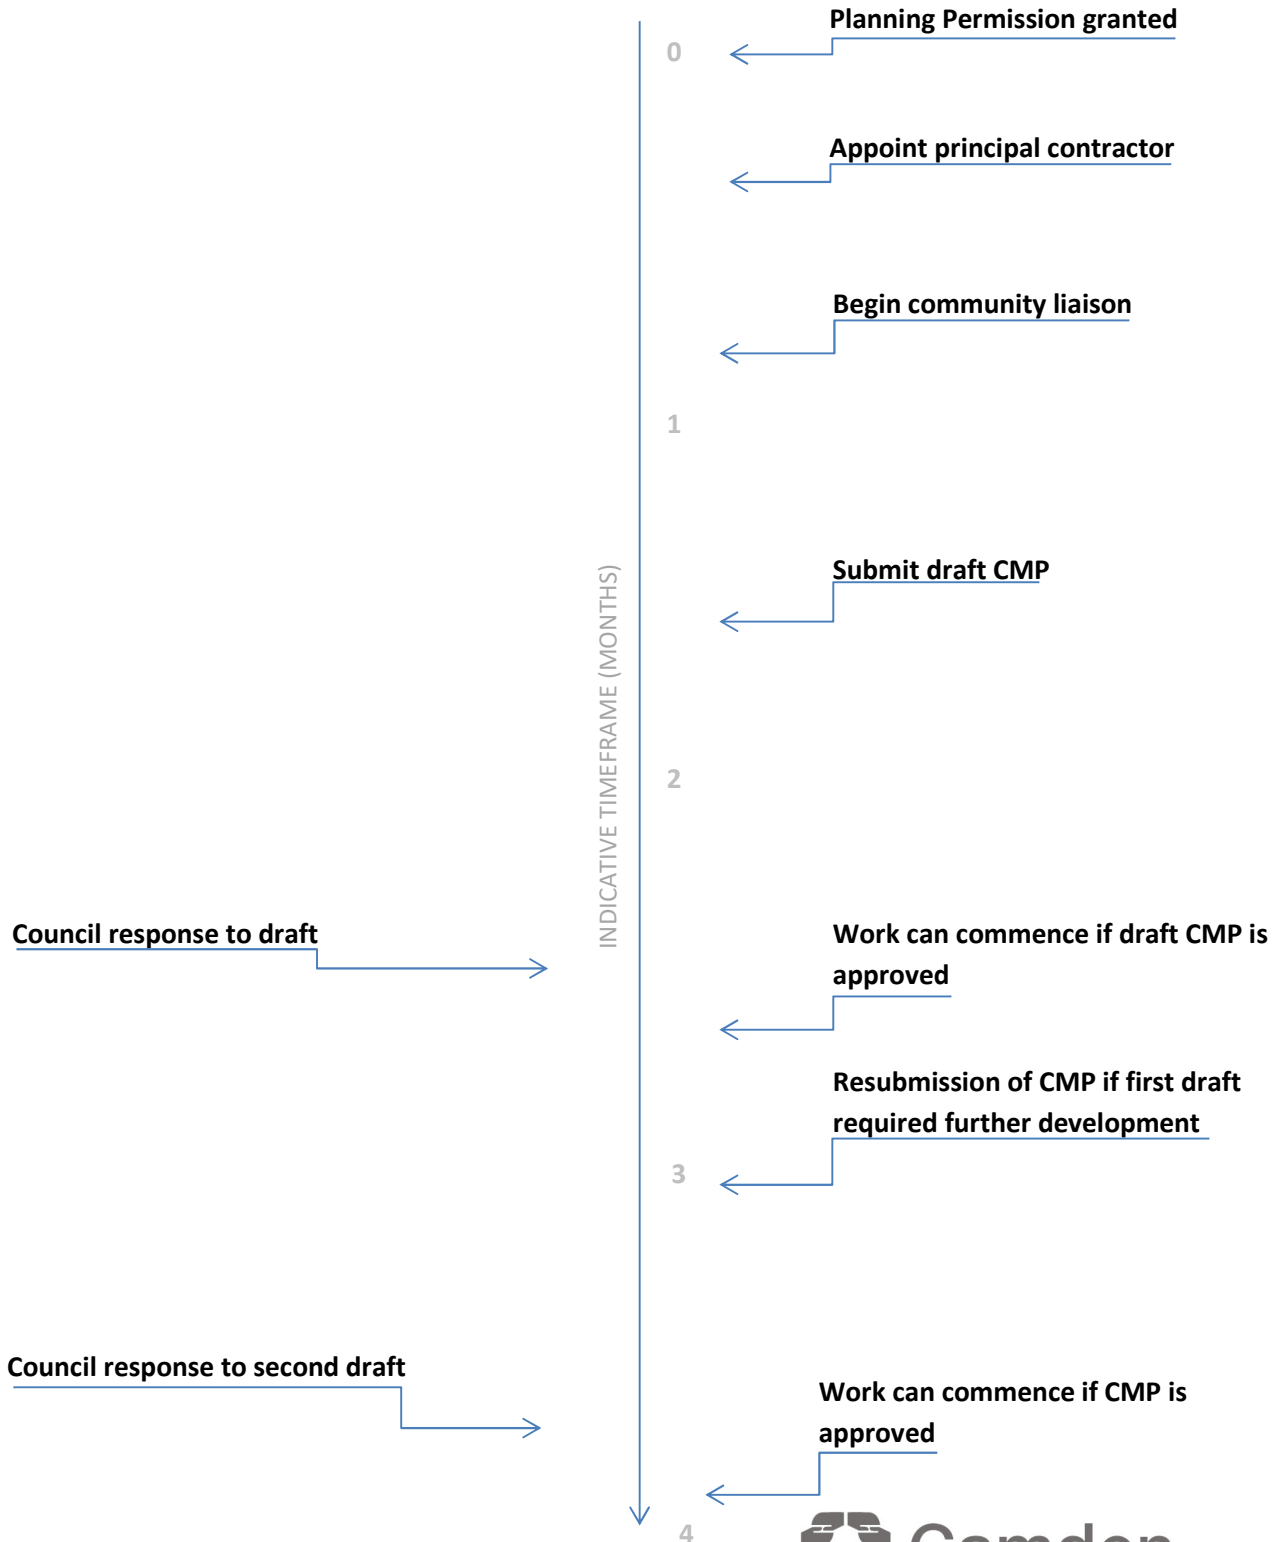 Planning Permission granted
0
Appoint principal contractor
Begin community liaison
1
Submit draft CMP
INDICATIVE TIMEFRAME (MONTHS)
2
Council response to draft
Work can commence if draft CMP is
approved
Resubmission of CMP if first draft
required further development
3
Council response to second draft
Work can commence if CMP is
approved
4
Camden